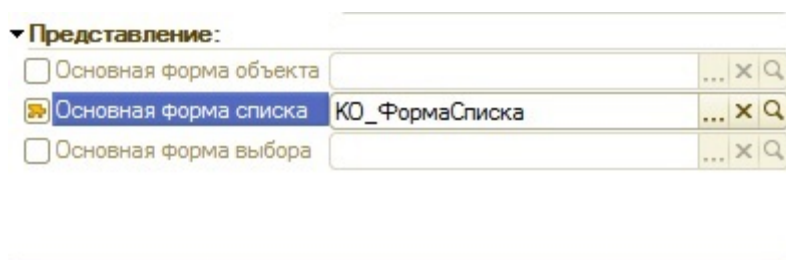 Представление:
Основная форма объекта ...
Основная форма списка КО_ФормаСписка ...
Основная форма выбора ...